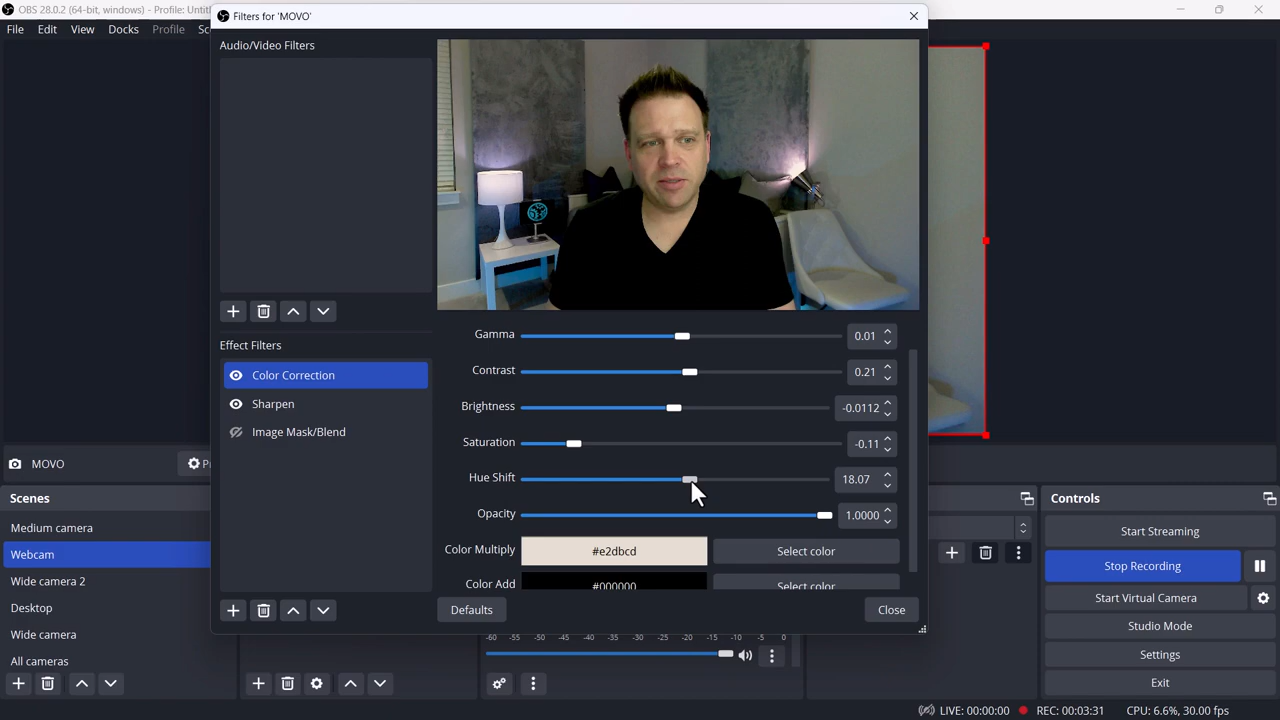 OBS 28.0.2 (64-bit, windows) - Profile: Untit
File Edit View Docks Profile Sc
Filters for 'MOVO'
Audio/Video Filters
Effect Filters
Color Correction
Sharpen
Image Mask/Blend
Gamma 0.01
Contrast 0.21
Brightness -0.0112
Saturation -0.11
Hue Shift 18.07
Opacity 1.0000
Color Multiply #e2dbcd Select color
Color Add #000000 Select color
Defaults Close
MOVO Pr
Scenes
Medium camera
Webcam
Wide camera 2
Desktop
Wide camera
All cameras
-60 -55 -50 -45 -40 -35 -30 -25 -20 -15 -10 -5 0
Controls
Start Streaming
Stop Recording
Start Virtual Camera
Studio Mode
Settings
Exit
LIVE: 00:00:00 REC: 00:03:31 CPU: 6.6%, 30.00 fps